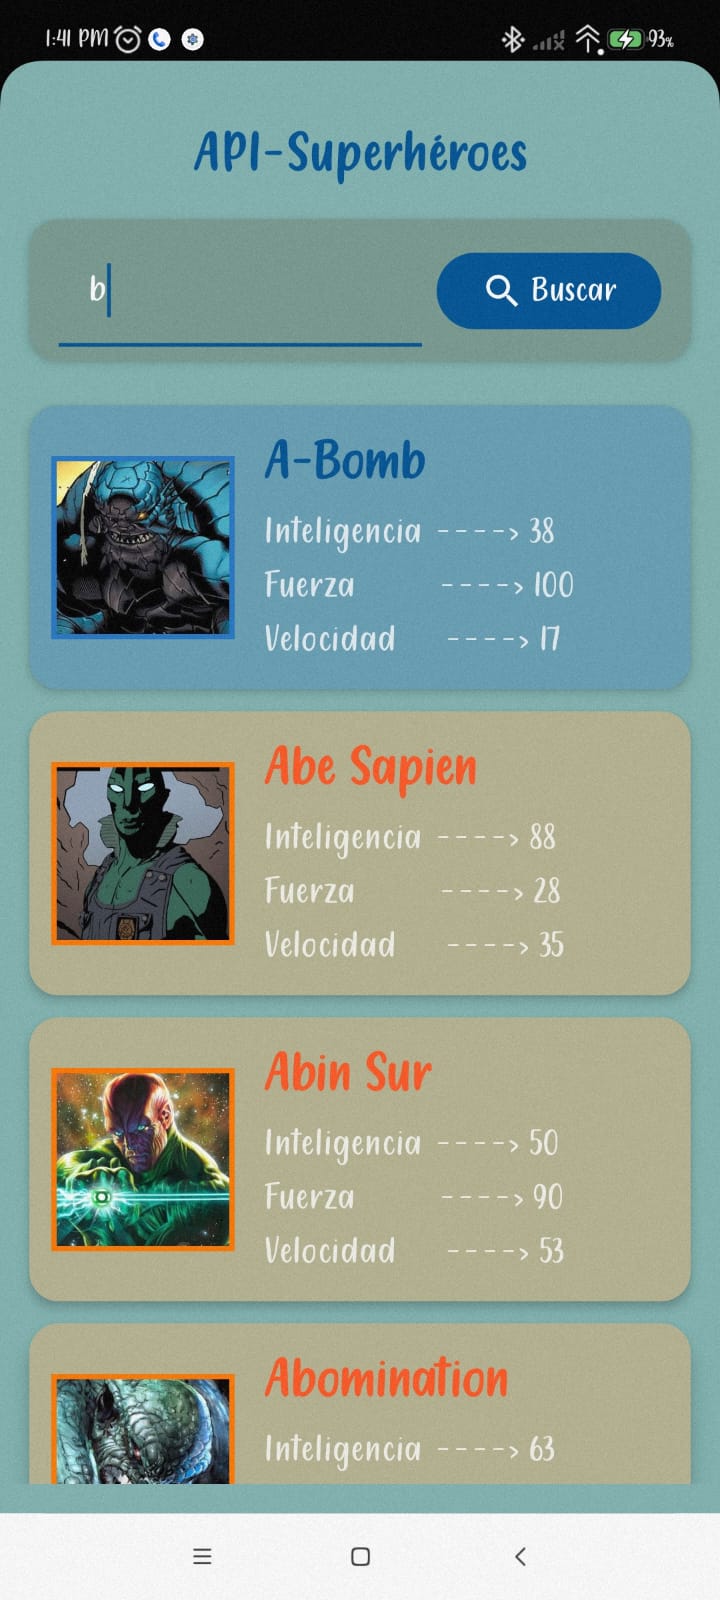 1:41 PM 93%
API-Superhéroes
b Buscar
A-Bomb
Inteligencia ----> 38
Fuerza ----> 100
Velocidad ----> 17
Abe Sapien
Inteligencia ----> 88
Fuerza ----> 28
Velocidad ----> 35
Abin Sur
Inteligencia ----> 50
Fuerza ----> 90
Velocidad ----> 53
Abomination
Inteligencia ----> 63